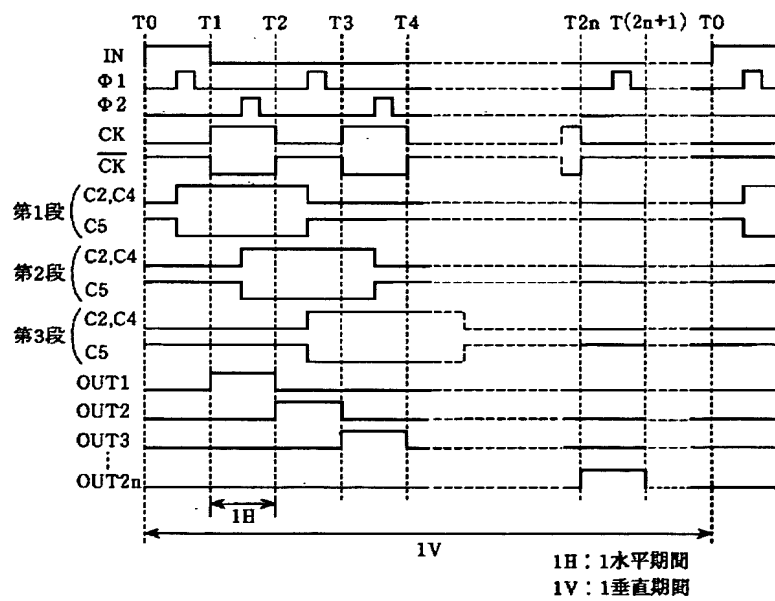 T0 T1 T2 T3 T4 T2n T(2n+1) T0
IN
Φ1
Φ2
CK
C̅K̅
第1段 C2,C4
C5
第2段 C2,C4
C5
第3段 C2,C4
C5
OUT1
OUT2
OUT3
⋮
OUT2n
1H
1V
1H：1水平期間
1V：1垂直期間